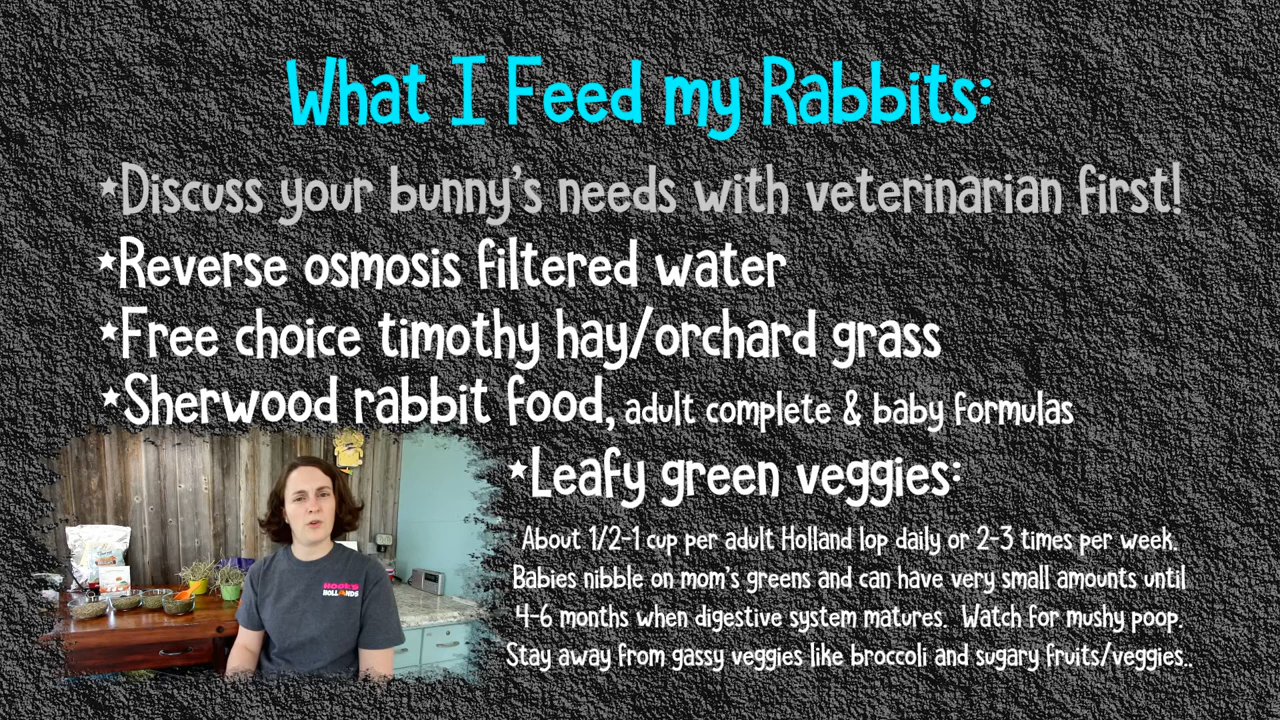 What I Feed my Rabbits:
*Discuss your bunny's needs with veterinarian first!
*Reverse osmosis filtered water
*Free choice timothy hay/orchard grass
*Sherwood rabbit food, adult complete & baby formulas
*Leafy green veggies:
About 1/2-1 cup per adult Holland lop daily or 2-3 times per week.
Babies nibble on mom's greens and can have very small amounts until
4-6 months when digestive system matures. Watch for mushy poop.
Stay away from gassy veggies like broccoli and sugary fruits/veggies..
HOOK'S
HOLLANDS